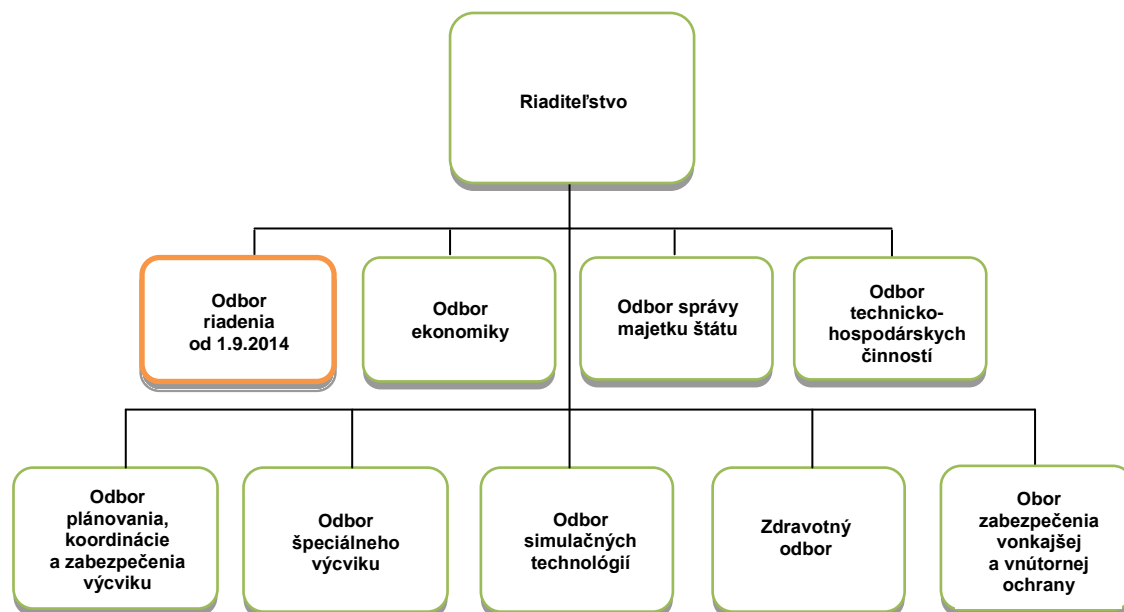 Riaditeľstvo
Odbor
riadenia
od 1.9.2014
Odbor
ekonomiky
Odbor správy
majetku štátu
Odbor
technicko-
hospodárskych
činností
Odbor
plánovania,
koordinácie
a zabezpečenia
výcviku
Odbor
špeciálneho
výcviku
Odbor
simulačných
technológií
Zdravotný
odbor
Obor
zabezpečenia
vonkajšej
a vnútornej
ochrany